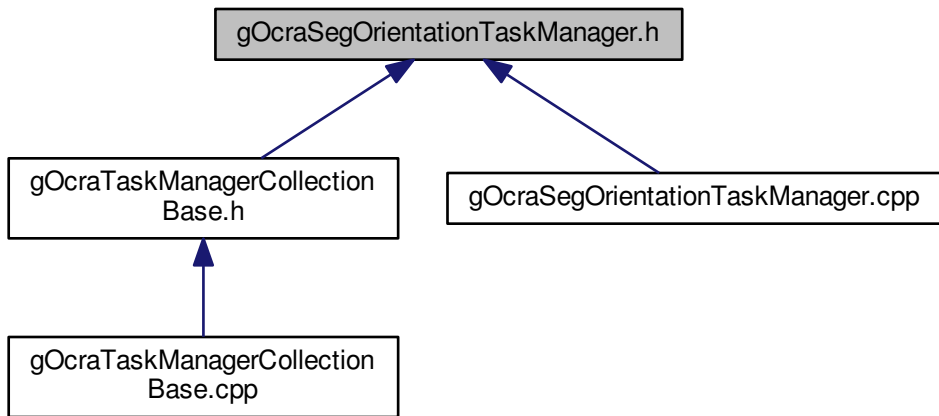 gOcraSegOrientationTaskManager.h
gOcraTaskManagerCollection
Base.h
gOcraSegOrientationTaskManager.cpp
gOcraTaskManagerCollection
Base.cpp